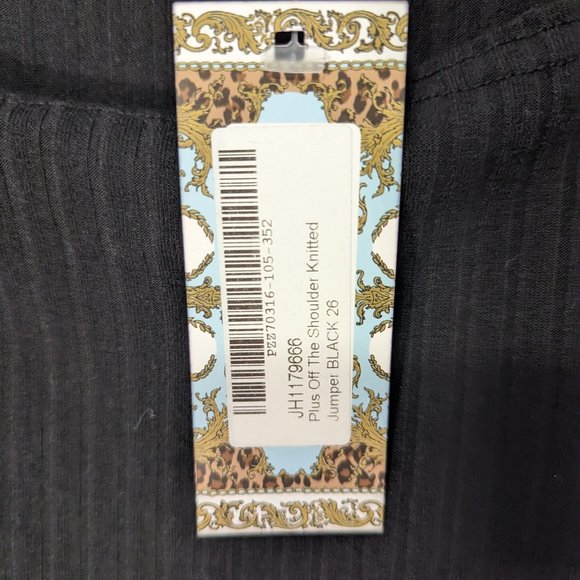 PZZ70316-105-352
JH1179666
Plus Off The Shoulder Knitted
Jumper BLACK 26